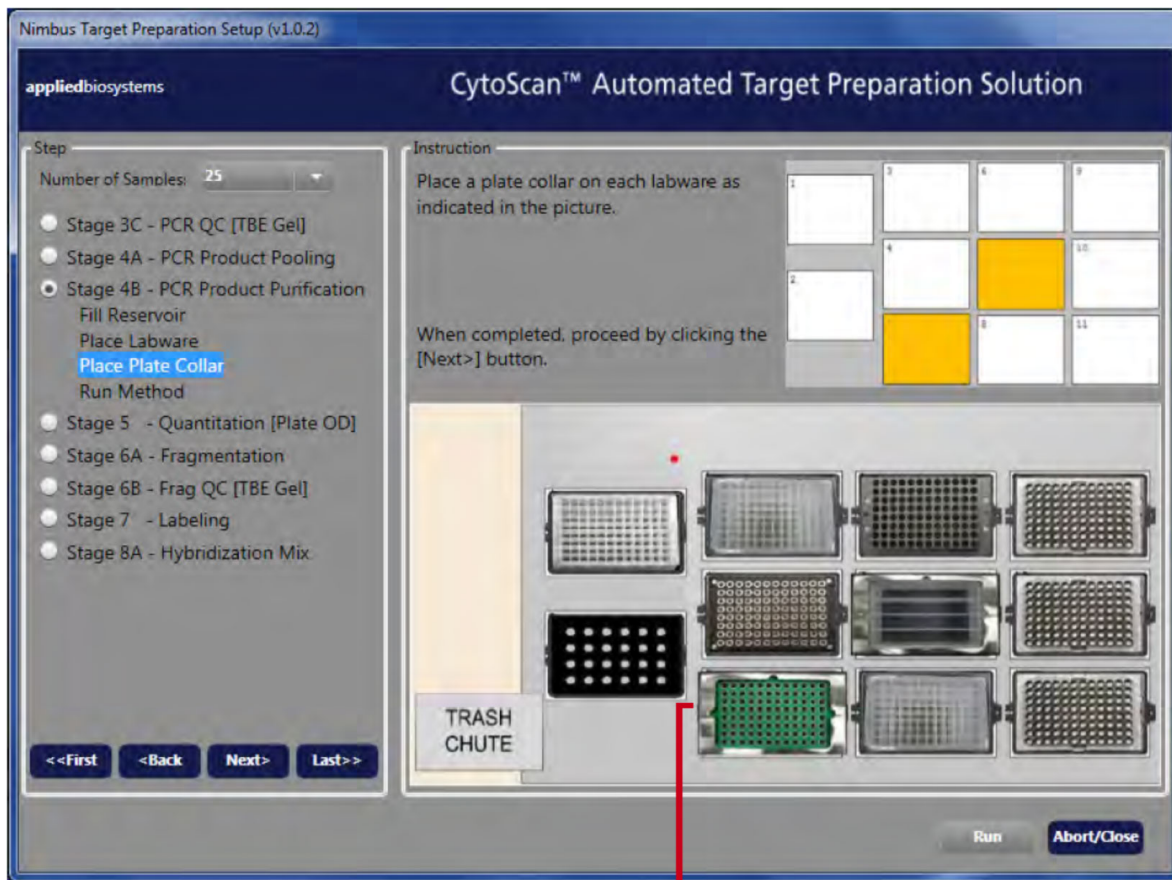 Nimbus Target Preparation Setup (v1.0.2)
appliedbiosystems
CytoScan™ Automated Target Preparation Solution
Step
Number of Samples: 25
Stage 3C - PCR QC [TBE Gel]
Stage 4A - PCR Product Pooling
Stage 4B - PCR Product Purification
Fill Reservoir
Place Labware
Place Plate Collar
Run Method
Stage 5 - Quantitation [Plate OD]
Stage 6A - Fragmentation
Stage 6B - Frag QC [TBE Gel]
Stage 7 - Labeling
Stage 8A - Hybridization Mix
<<First <Back Next> Last>>
Instruction
Place a plate collar on each labware as
indicated in the picture.
When completed, proceed by clicking the
[Next>] button.
1 3 6 9
2 4 10
8 11
TRASH
CHUTE
Run Abort/Close